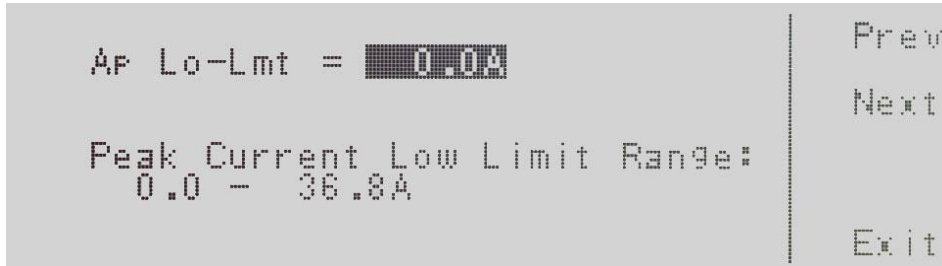 AP Lo-Lmt = 0.0A
Peak Current Low Limit Range:
0.0 - 36.8A
Prev
Next
Exit